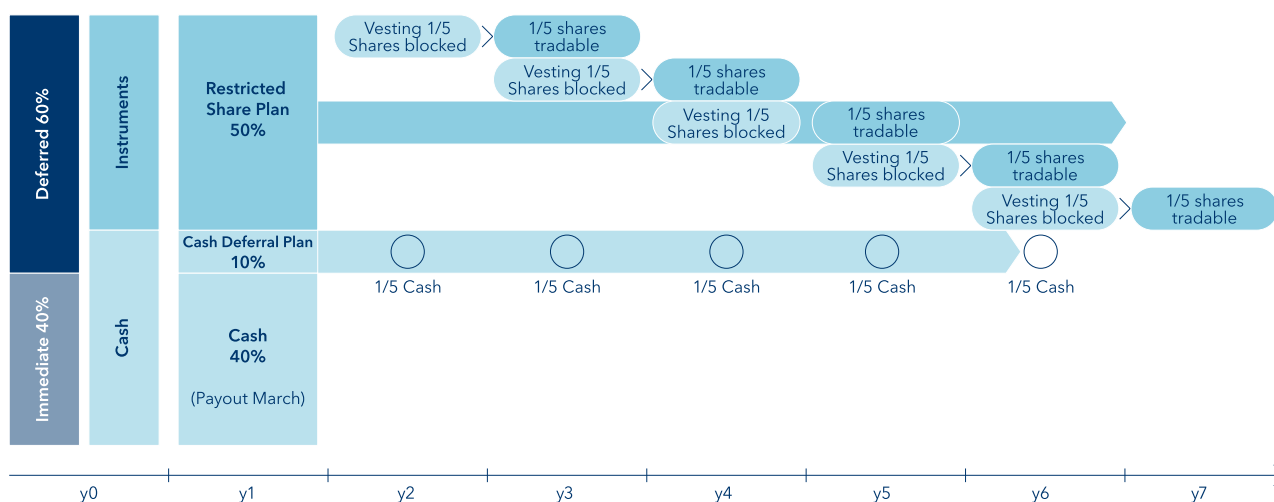 Deferred 60%
Immediate 40%
Instruments
Cash
Restricted
Share Plan
50%
Cash Deferral Plan
10%
Cash
40%
(Payout March)
Vesting 1/5
Shares blocked
1/5 shares
tradable
Vesting 1/5
Shares blocked
1/5 shares
tradable
Vesting 1/5
Shares blocked
1/5 shares
tradable
Vesting 1/5
Shares blocked
1/5 shares
tradable
Vesting 1/5
Shares blocked
1/5 shares
tradable
1/5 Cash
1/5 Cash
1/5 Cash
1/5 Cash
1/5 Cash
y0
y1
y2
y3
y4
y5
y6
y7